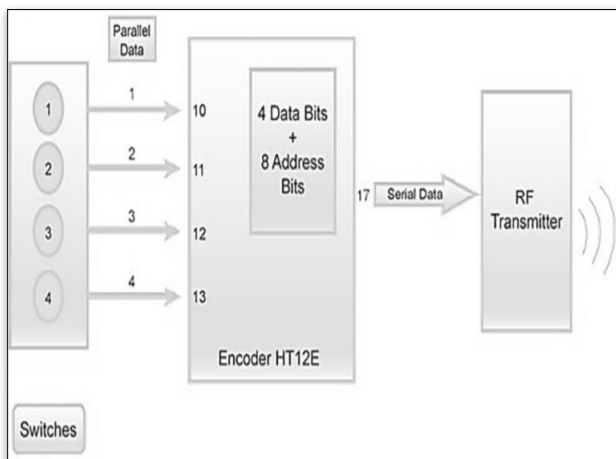 Parallel
Data
1
1
10
2
2
11
3
3
12
4
4
13
4 Data Bits
+
8 Address
Bits
17
Serial Data
RF
Transmitter
Encoder HT12E
Switches